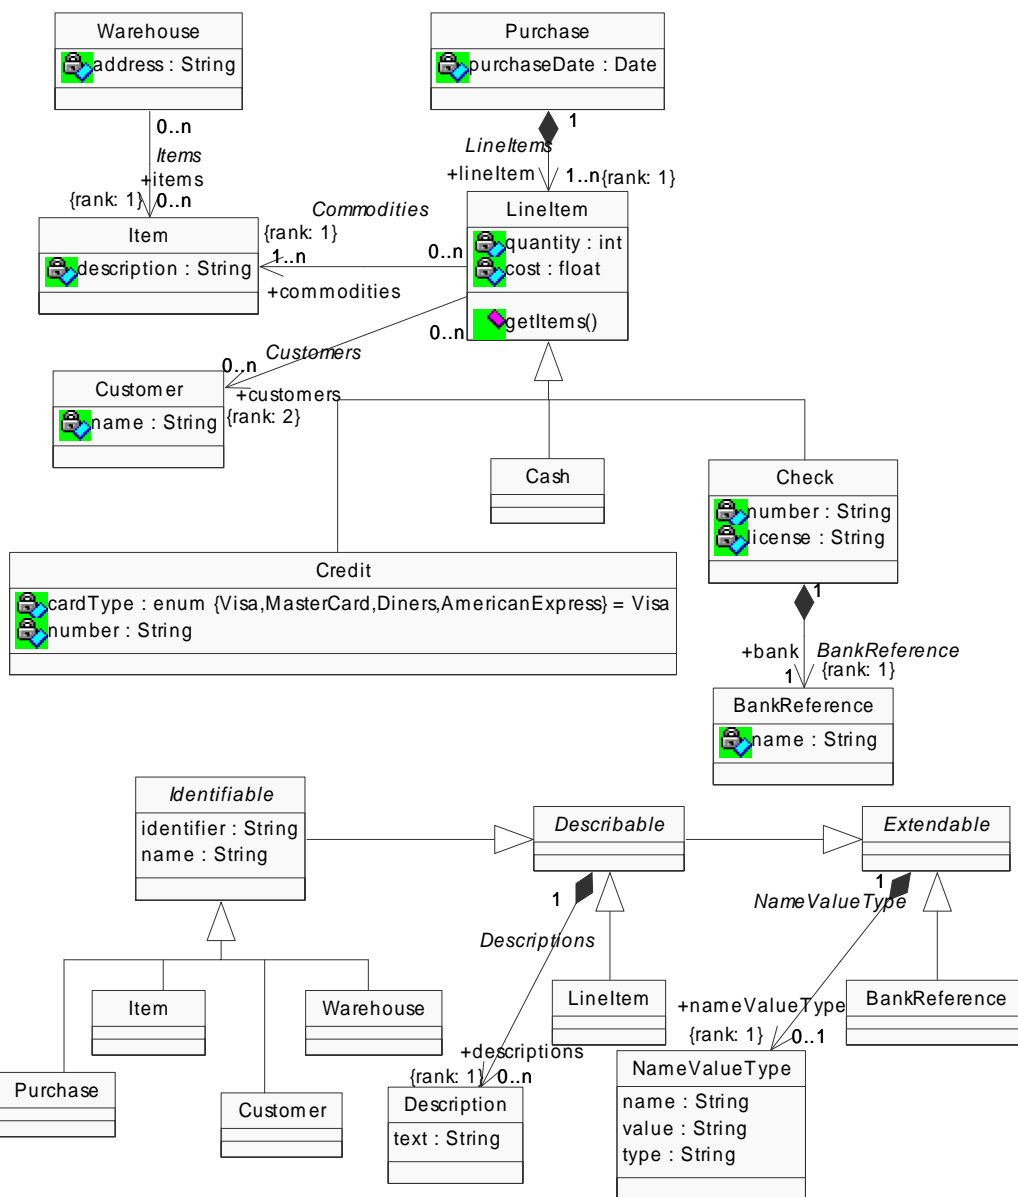 Warehouse
address : String
Purchase
purchaseDate : Date
0..n
Items
+items
{rank: 1}
0..n
1
LineItems
+lineItem
1..n
{rank: 1}
Item
description : String
Commodities
{rank: 1}
1..n
0..n
+commodities
LineItem
quantity : int
cost : float
getItems()
0..n
Customers
0..n
+customers
{rank: 2}
Customer
name : String
Cash
Check
number : String
license : String
Credit
cardType : enum {Visa,MasterCard,Diners,AmericanExpress} = Visa
number : String
1
+bank
BankReference
1
{rank: 1}
BankReference
name : String
Identifiable
identifier : String
name : String
Describable
Extendable
1
Descriptions
1
NameValueType
Item
Warehouse
LineItem
BankReference
+nameValueType
{rank: 1}
0..1
+descriptions
{rank: 1}
0..n
Purchase
Customer
Description
text : String
NameValueType
name : String
value : String
type : String